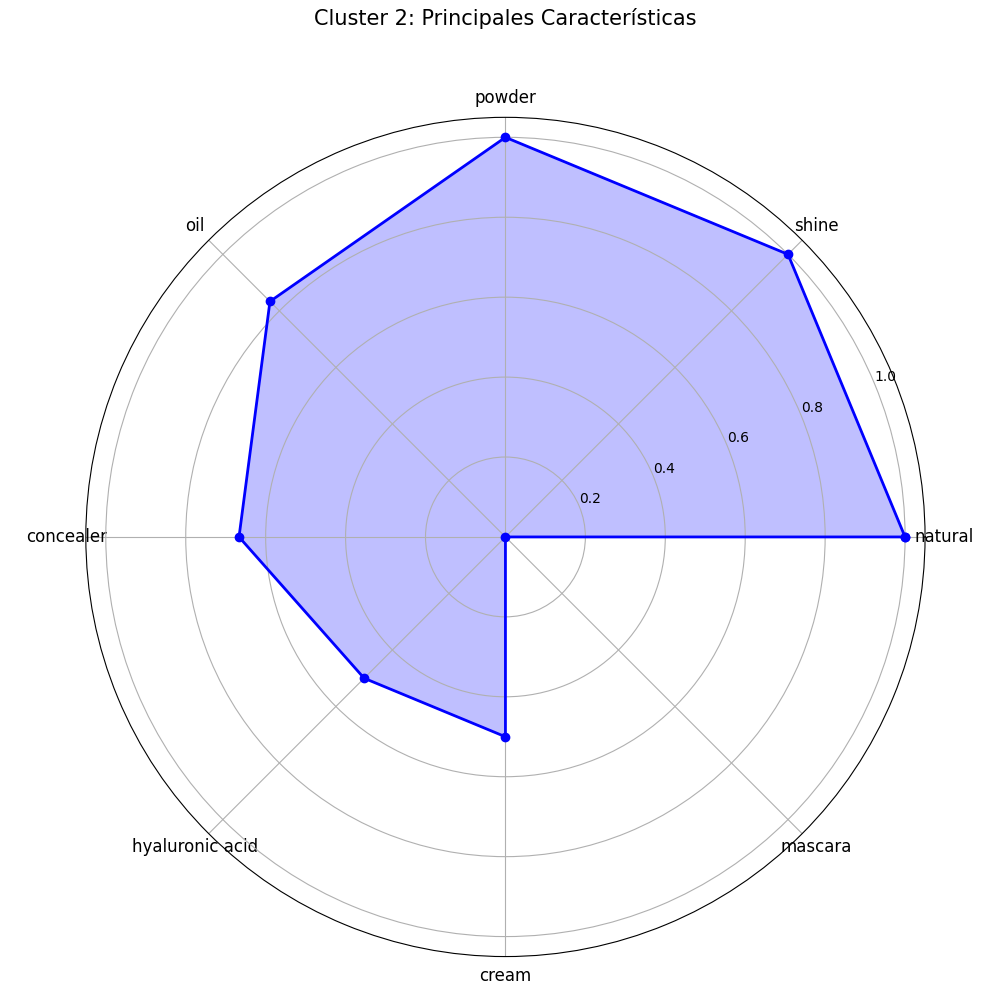 Cluster 2: Principales Características
powder
oil
shine
1.0
0.8
0.6
0.4
0.2
concealer
natural
hyaluronic acid
mascara
cream